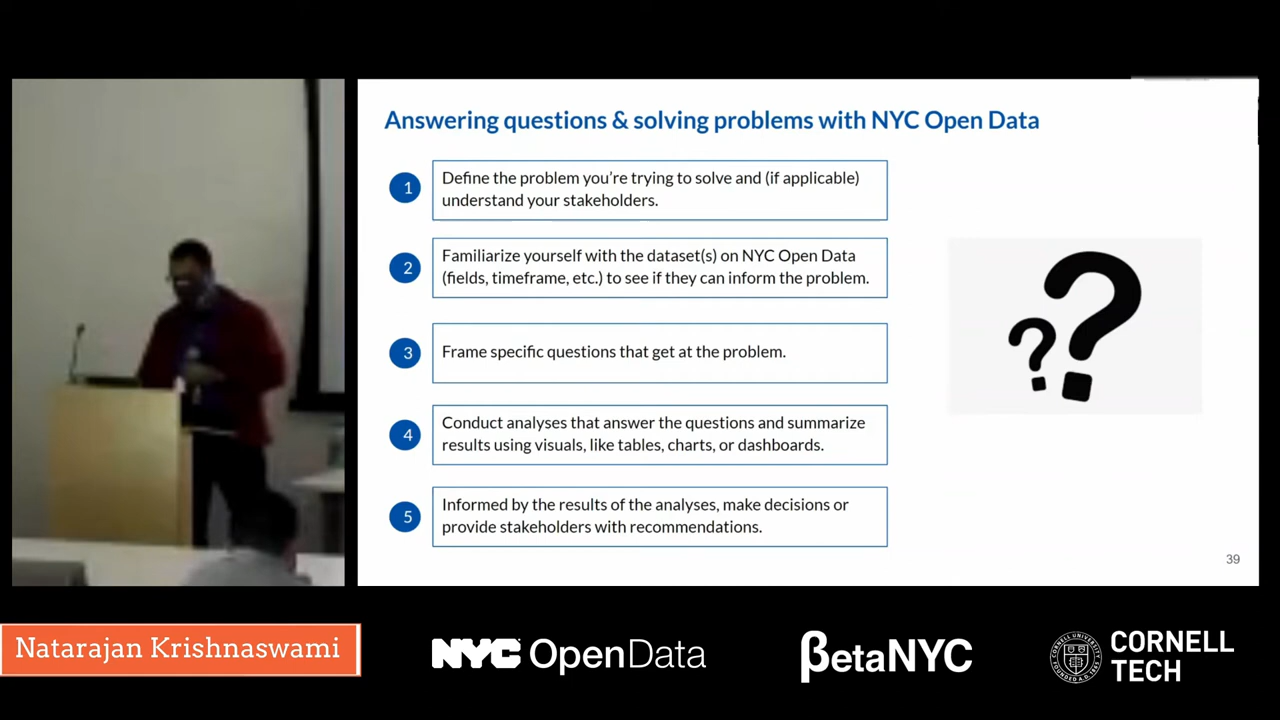 Answering questions & solving problems with NYC Open Data
1
Define the problem you're trying to solve and (if applicable)
understand your stakeholders.
2
Familiarize yourself with the dataset(s) on NYC Open Data
(fields, timeframe, etc.) to see if they can inform the problem.
3
Frame specific questions that get at the problem.
4
Conduct analyses that answer the questions and summarize
results using visuals, like tables, charts, or dashboards.
5
Informed by the results of the analyses, make decisions or
provide stakeholders with recommendations.
??
39
Natarajan Krishnaswami
NYC OpenData
βetaNYC
CORNELL
TECH